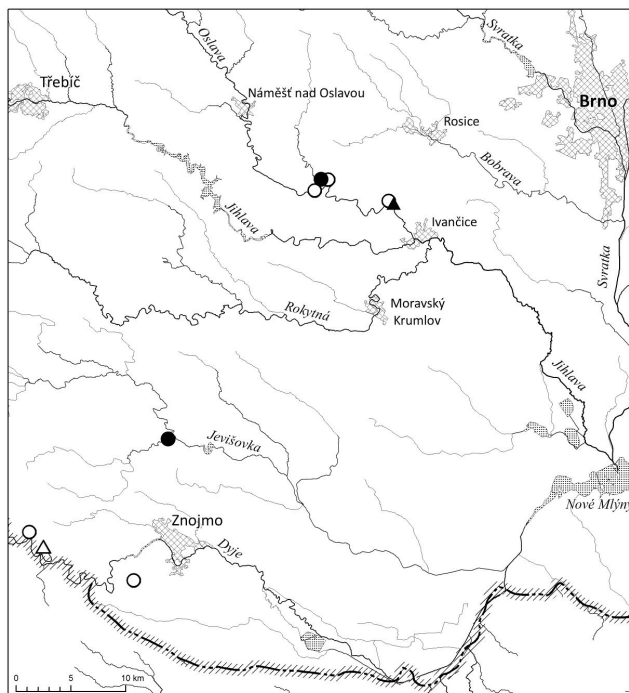 Oslava
Svratka
Třebíč
Náměšť nad Oslavou
Brno
Rosice
Bobrava
Jihlava
Ivančice
Svratka
Rokytná
Moravský
Krumlov
Jihlava
Jevišovka
Nové Mlýny
Znojmo
Dyje
0 5 10 km